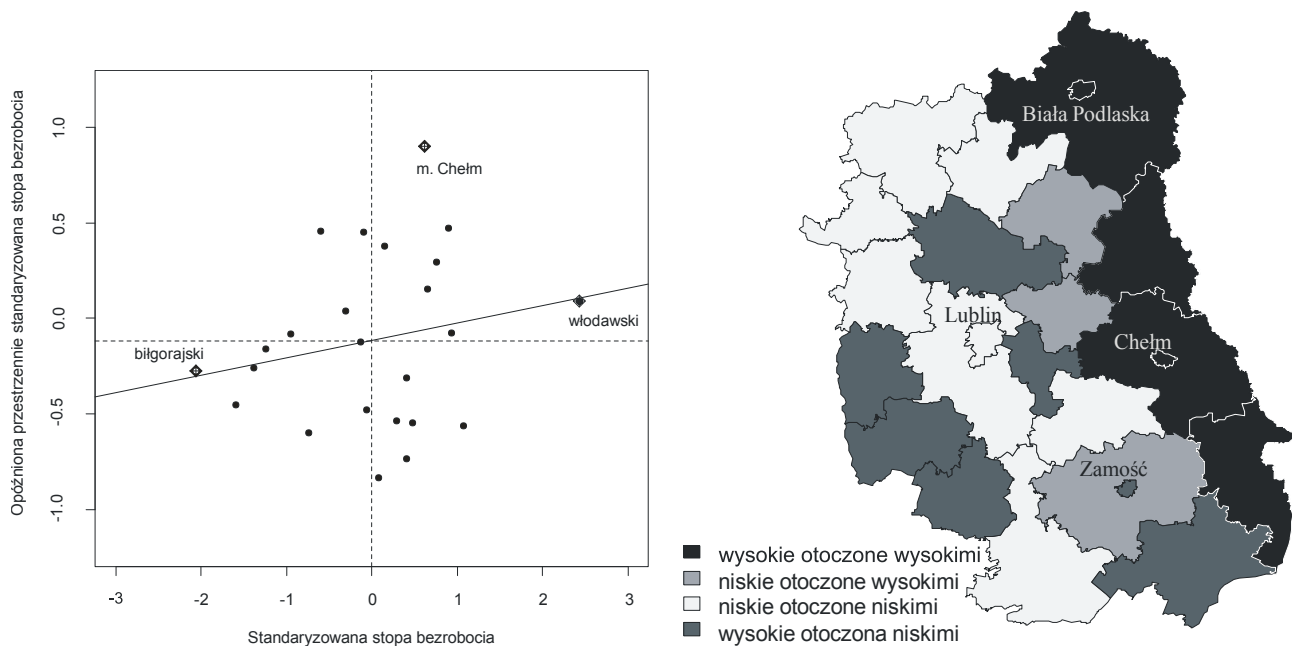 Opóźniona przestrzennie standaryzowana stopa bezrobocia
1.0
0.5
0.0
-0.5
-1.0
m. Chełm
włodawski
biłgorajski
-3
-2
-1
0
1
2
3
Standaryzowana stopa bezrobocia
Biała Podlaska
Lublin
Chełm
Zamość
wysokie otoczone wysokimi
niskie otoczone wysokimi
niskie otoczone niskimi
wysokie otoczona niskimi